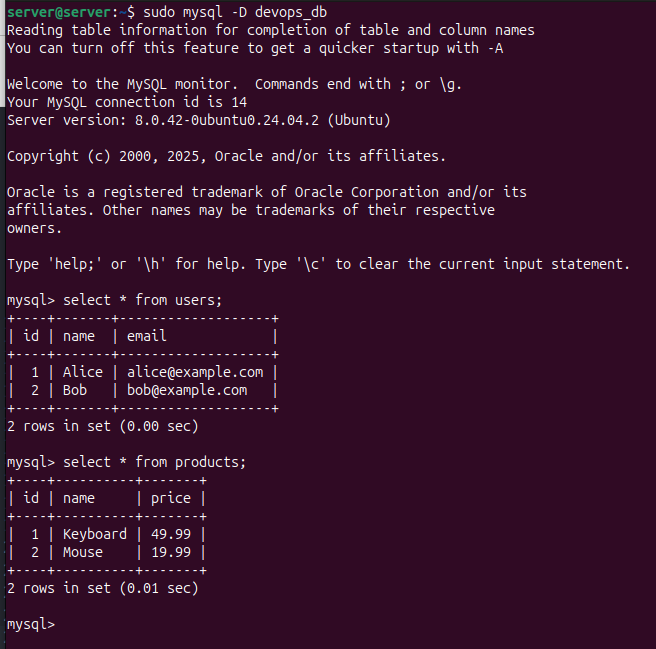 server@server:~$ sudo mysql -D devops_db
Reading table information for completion of table and column names
You can turn off this feature to get a quicker startup with -A
Welcome to the MySQL monitor.  Commands end with ; or \g.
Your MySQL connection id is 14
Server version: 8.0.42-0ubuntu0.24.04.2 (Ubuntu)
Copyright (c) 2000, 2025, Oracle and/or its affiliates.
Oracle is a registered trademark of Oracle Corporation and/or its
affiliates. Other names may be trademarks of their respective
owners.
Type 'help;' or '\h' for help. Type '\c' to clear the current input statement.
mysql> select * from users;
+----+-------+-------------------+
| id | name  | email             |
+----+-------+-------------------+
|  1 | Alice | alice@example.com |
|  2 | Bob   | bob@example.com   |
+----+-------+-------------------+
2 rows in set (0.00 sec)
mysql> select * from products;
+----+----------+-------+
| id | name     | price |
+----+----------+-------+
|  1 | Keyboard | 49.99 |
|  2 | Mouse    | 19.99 |
+----+----------+-------+
2 rows in set (0.01 sec)
mysql>